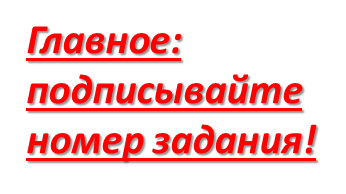 Главное:
подписывайте
номер задания!